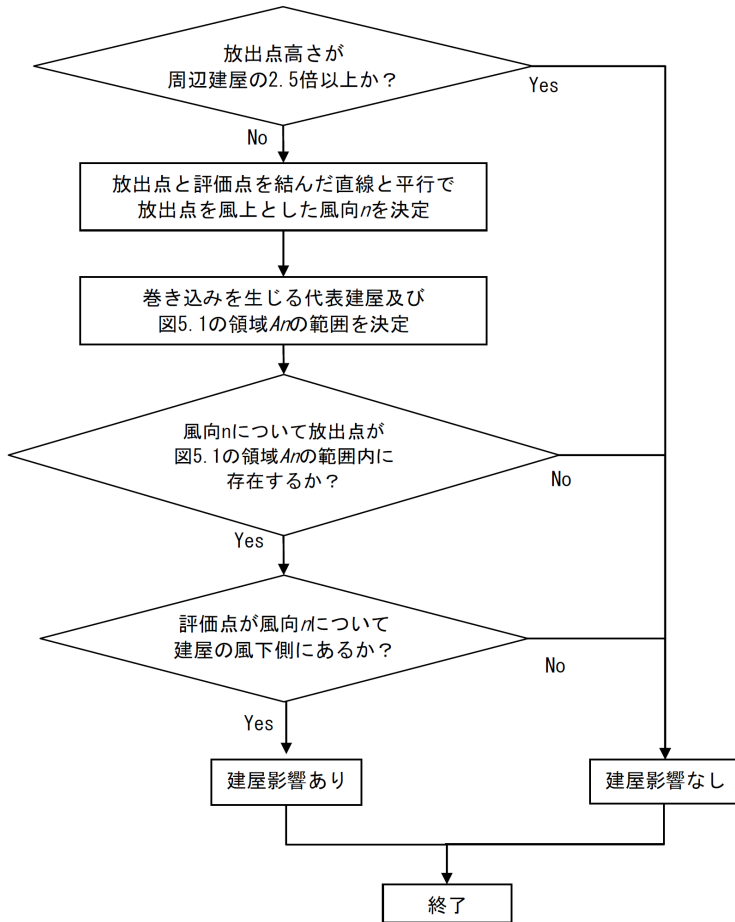 放出点高さが
周辺建屋の2.5倍以上か？
Yes
No
放出点と評価点を結んだ直線と平行で
放出点を風上とした風向nを決定
巻き込みを生じる代表建屋及び
図5.1の領域Anの範囲を決定
風向nについて放出点が
図5.1の領域Anの範囲内に
存在するか？
No
Yes
評価点が風向nについて
建屋の風下側にあるか？
No
Yes
建屋影響あり
建屋影響なし
終了